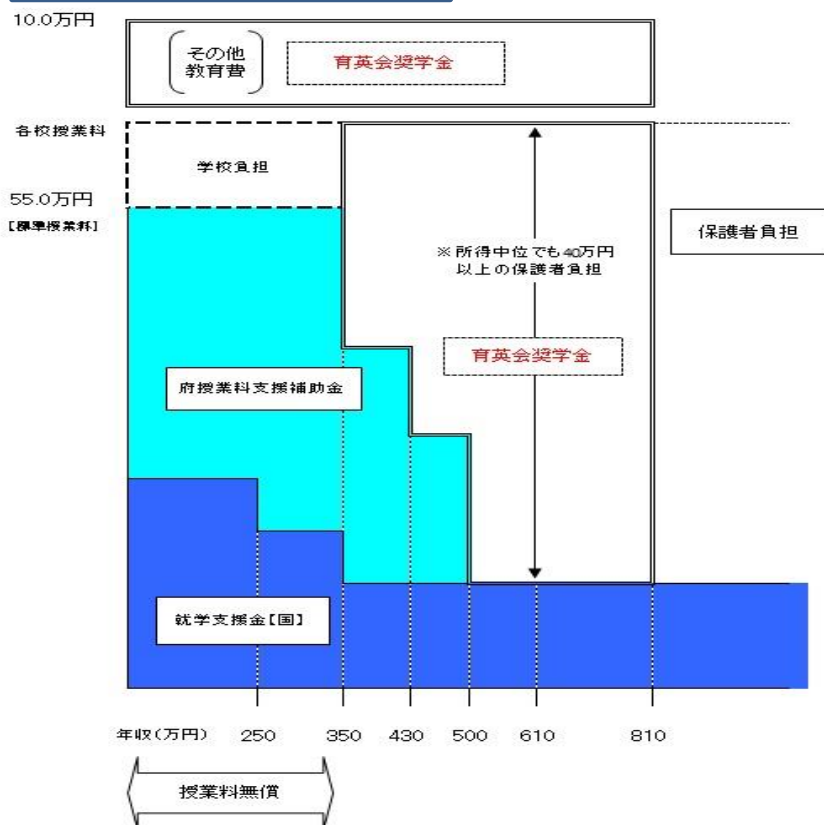 10.0万円
その他
教育費
育英会奨学金
各校授業料
学校負担
55.0万円
[標準授業料]
保護者負担
※所得中位でも40万円
以上の保護者負担
育英会奨学金
府授業料支援補助金
就学支援金【国】
年収(万円) 250 350 430 500 610 810
授業料無償